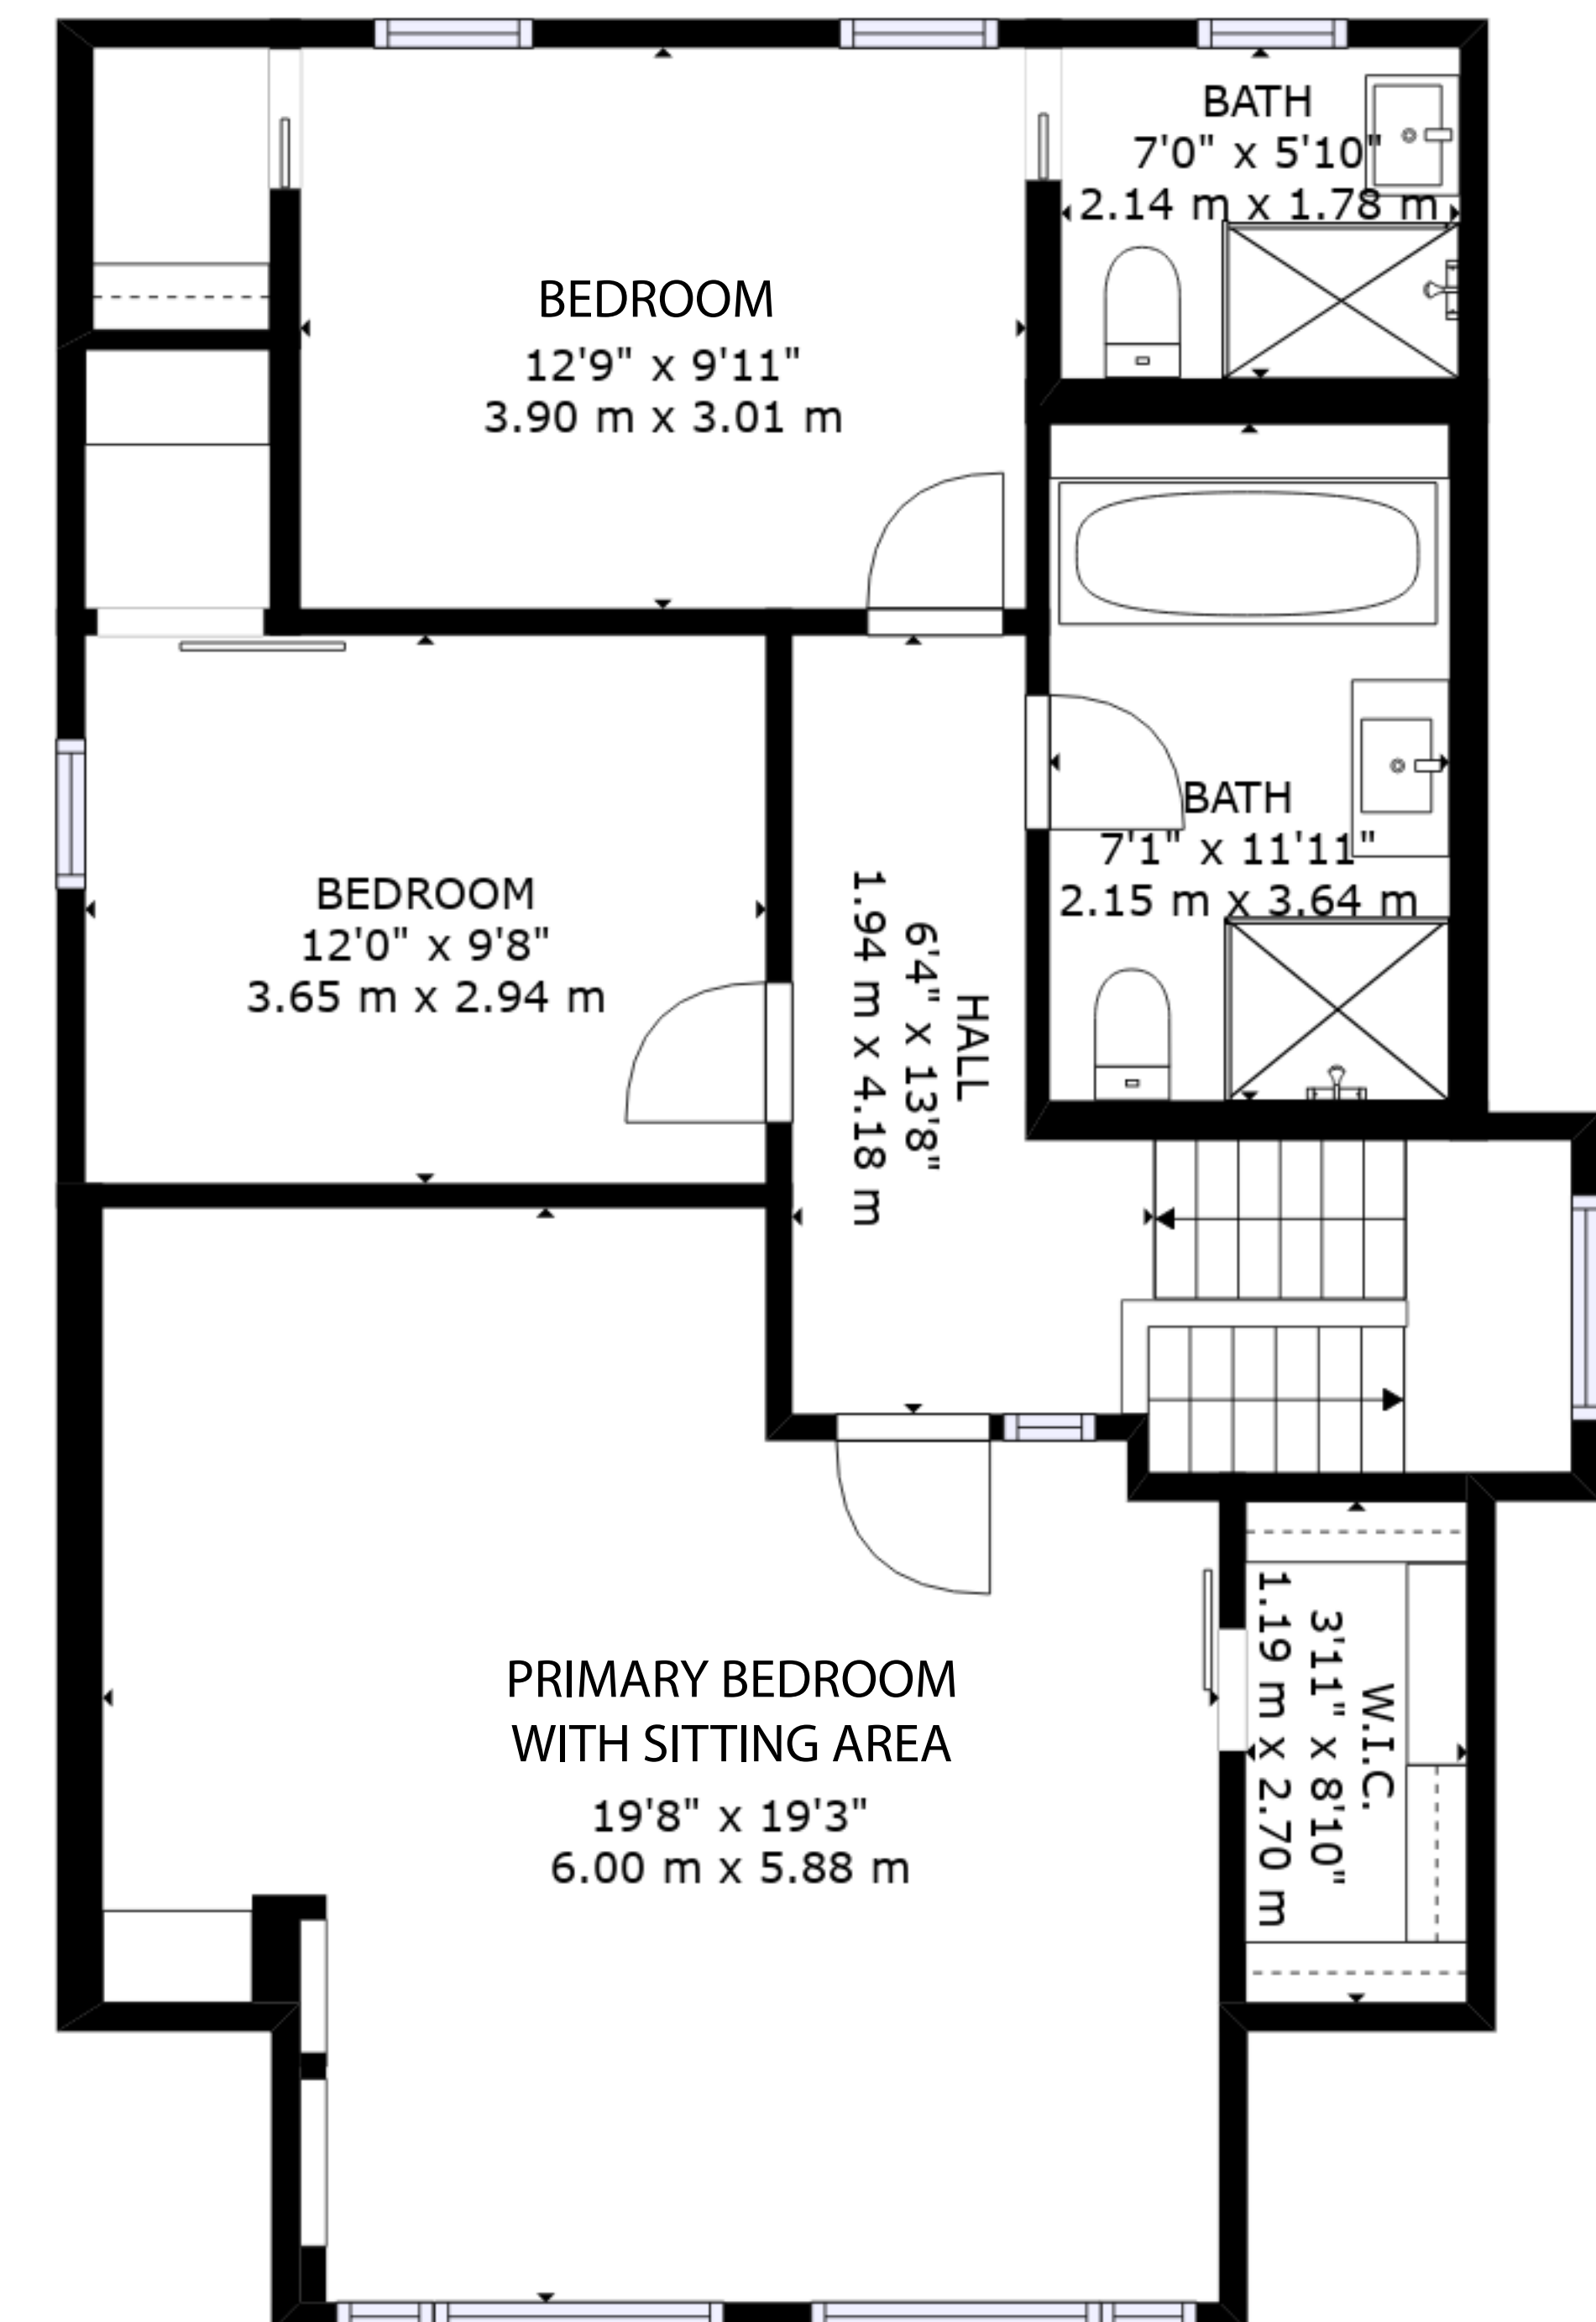 BATH
7'0" x 5'10"
2.14 m x 1.78 m
BEDROOM
12'9" x 9'11"
3.90 m x 3.01 m
BATH
7'1" x 11'11"
2.15 m x 3.64 m
BEDROOM
12'0" x 9'8"
3.65 m x 2.94 m
HALL
6'4" x 13'8"
1.94 m x 4.18 m
PRIMARY BEDROOM
WITH SITTING AREA
19'8" x 19'3"
6.00 m x 5.88 m
W.I.C.
3'11" x 8'10"
1.19 m x 2.70 m